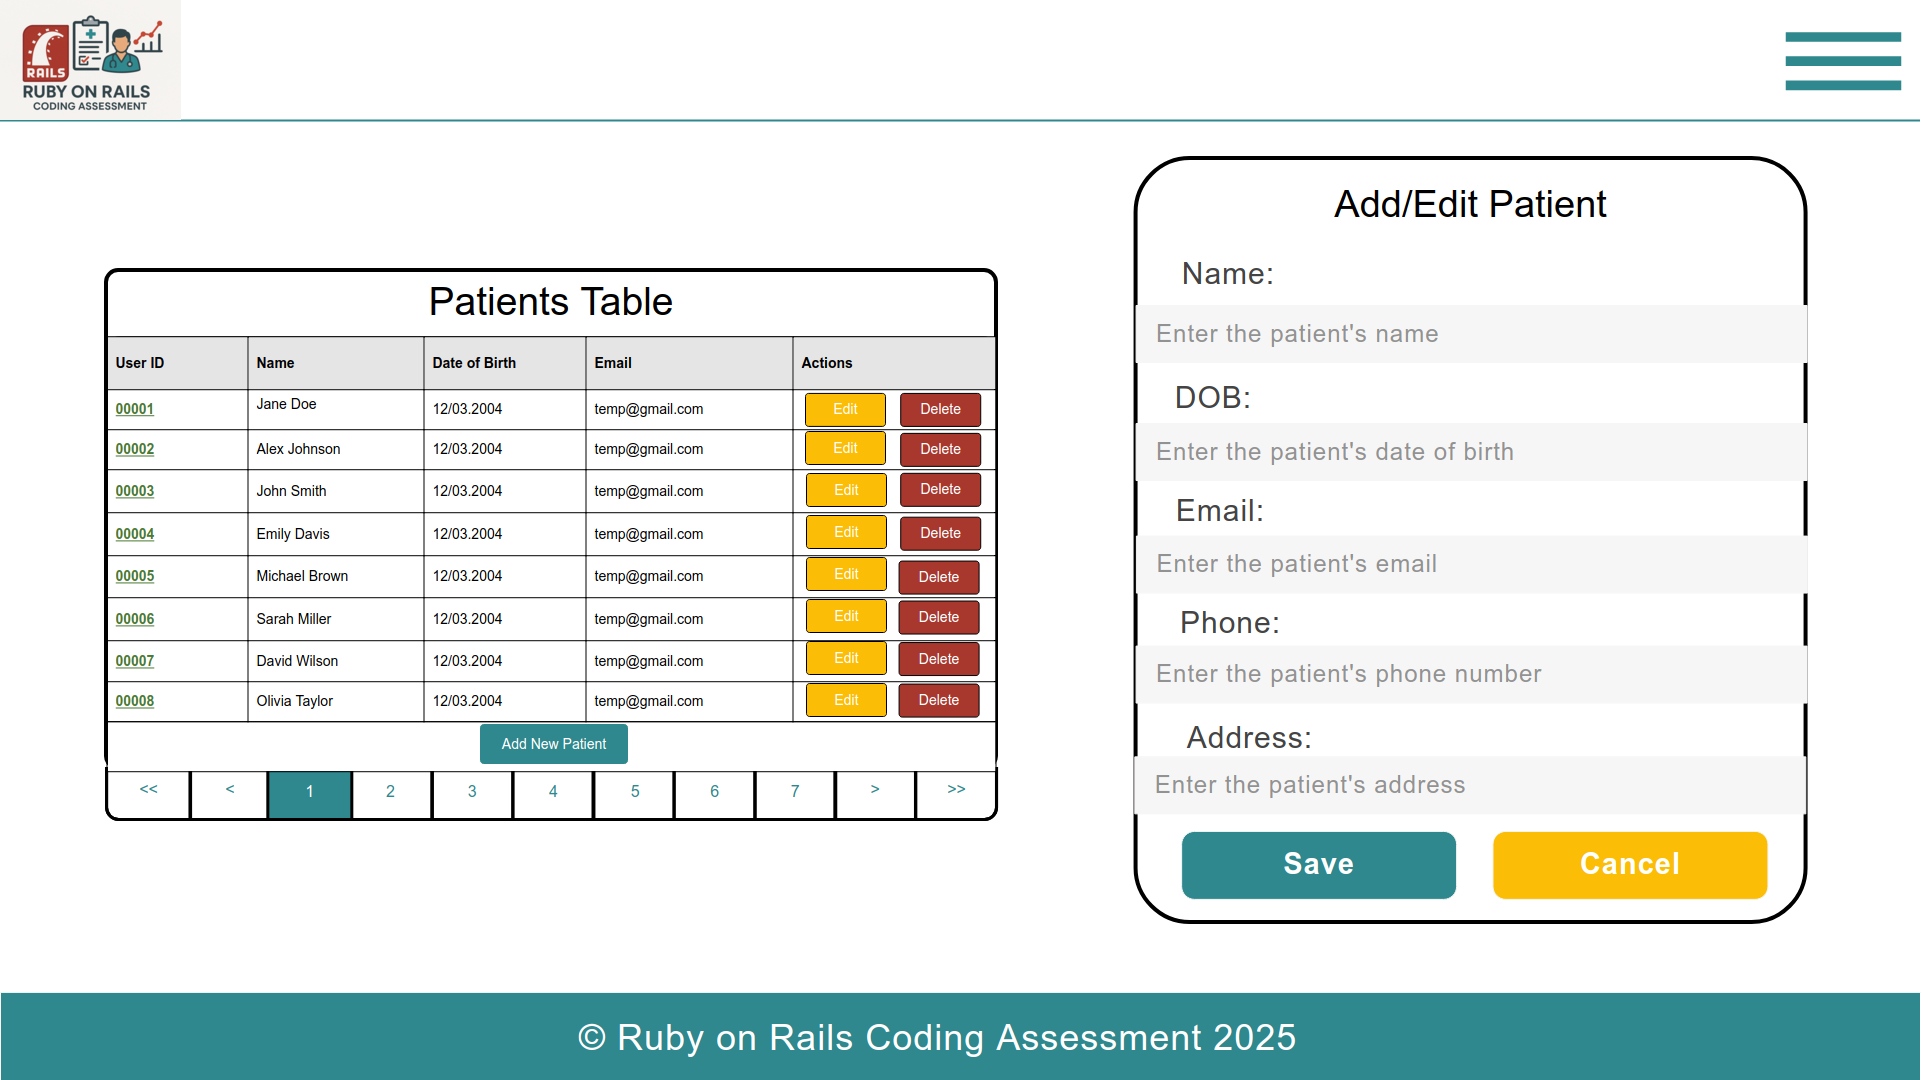 RAILS
RUBY ON RAILS
CODING ASSESSMENT
Patients Table
User ID Name Date of Birth Email Actions
00001 Jane Doe 12/03.2004 temp@gmail.com Edit Delete
00002 Alex Johnson 12/03.2004 temp@gmail.com Edit Delete
00003 John Smith 12/03.2004 temp@gmail.com Edit Delete
00004 Emily Davis 12/03.2004 temp@gmail.com Edit Delete
00005 Michael Brown 12/03.2004 temp@gmail.com Edit Delete
00006 Sarah Miller 12/03.2004 temp@gmail.com Edit Delete
00007 David Wilson 12/03.2004 temp@gmail.com Edit Delete
00008 Olivia Taylor 12/03.2004 temp@gmail.com Edit Delete
Add New Patient
<< < 1 2 3 4 5 6 7 > >>
Add/Edit Patient
Name:
Enter the patient's name
DOB:
Enter the patient's date of birth
Email:
Enter the patient's email
Phone:
Enter the patient's phone number
Address:
Enter the patient's address
Save Cancel
© Ruby on Rails Coding Assessment 2025